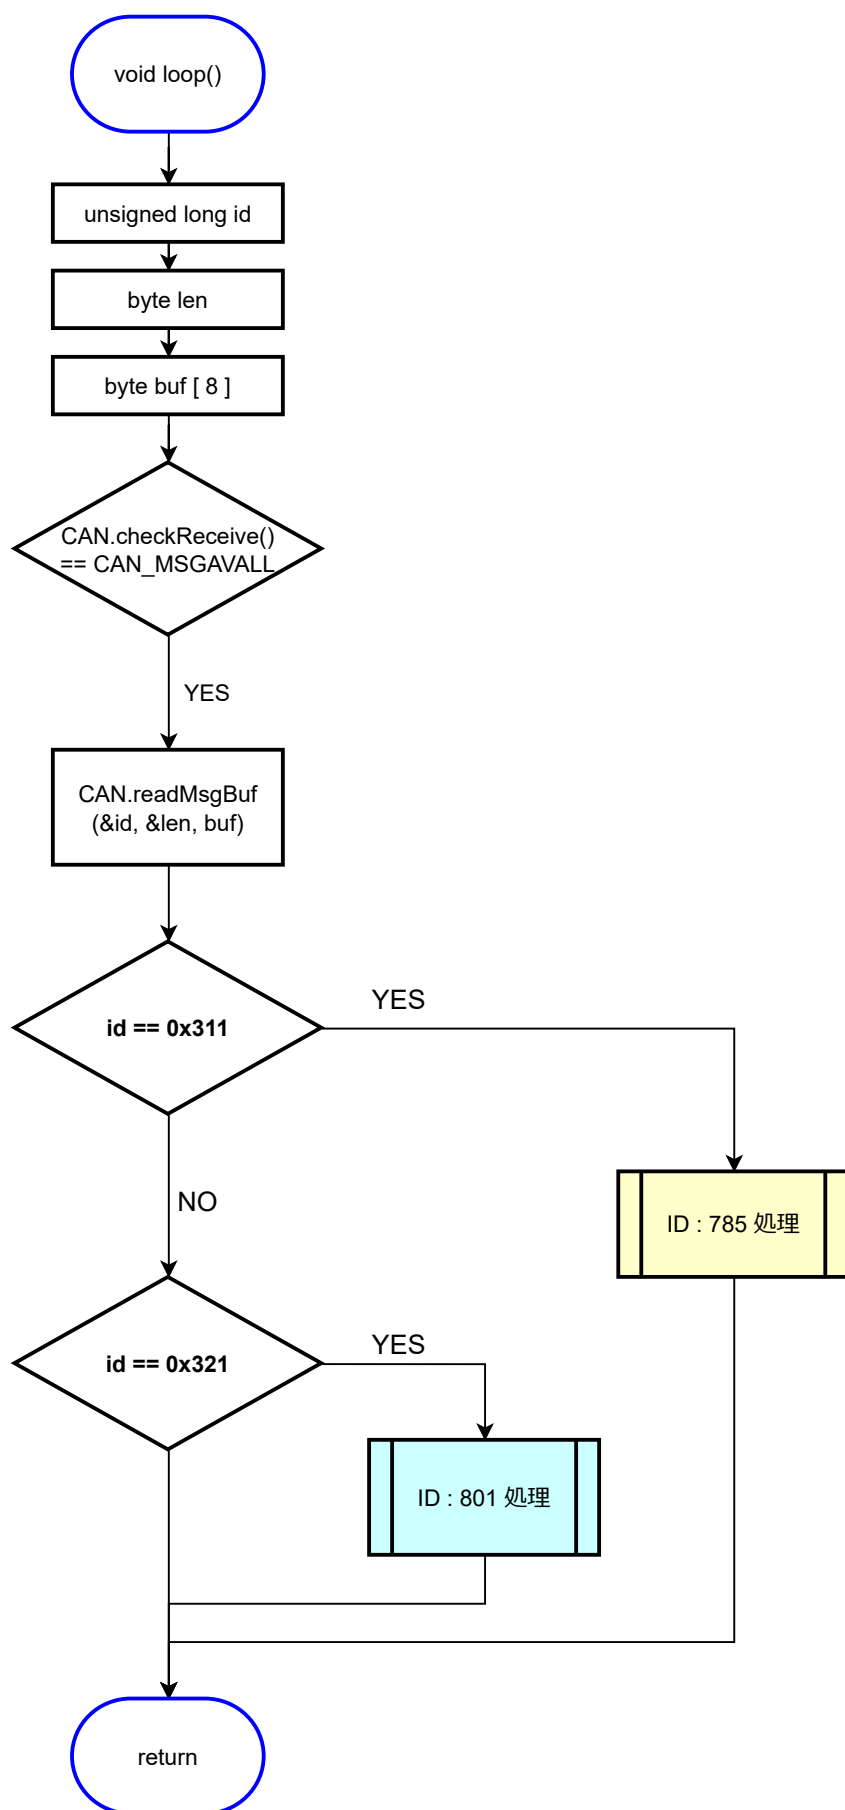 void loop()
unsigned long id
byte len
byte buf [ 8 ]
CAN.checkReceive()
== CAN_MSGAVALL
YES
CAN.readMsgBuf
(&id, &len, buf)
id == 0x311
YES
NO
ID : 785 処理
id == 0x321
YES
ID : 801 処理
return